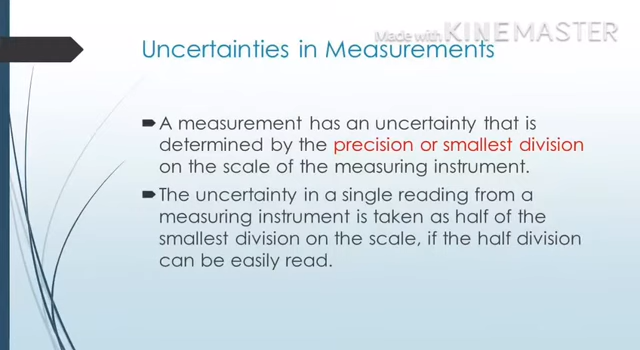 Made with KINEMASTER
Uncertainties in Measurements
A measurement has an uncertainty that is
determined by the precision or smallest division
on the scale of the measuring instrument.
The uncertainty in a single reading from a
measuring instrument is taken as half of the
smallest division on the scale, if the half division
can be easily read.